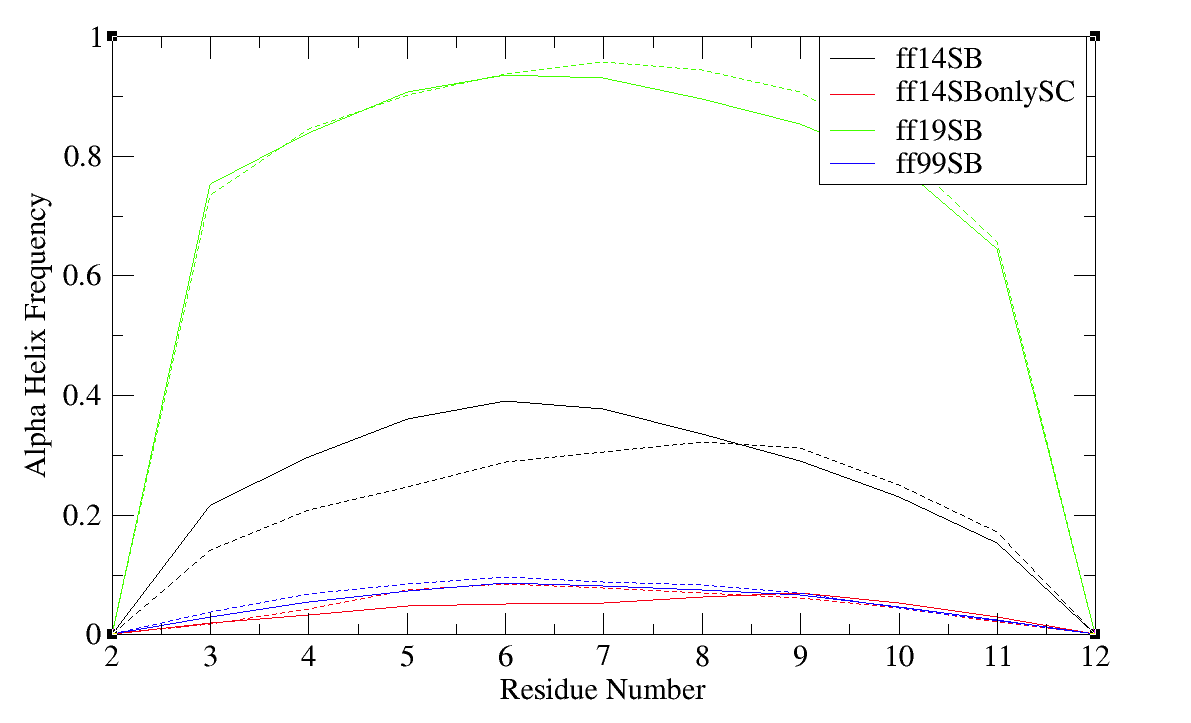 1
0.8
0.6
0.4
0.2
0
Alpha Helix Frequency
ff14SB
ff14SBonlySC
ff19SB
ff99SB
2 3 4 5 6 7 8 9 10 11 12
Residue Number